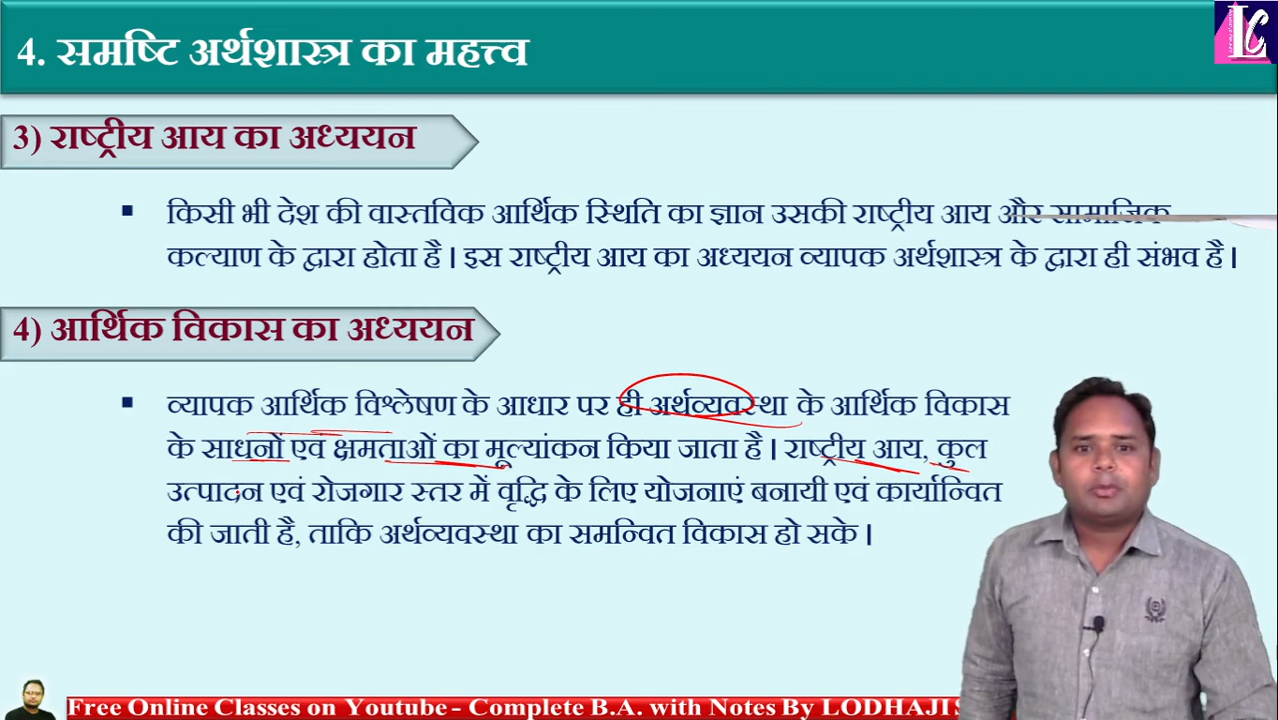 4. समष्टि अर्थशास्त्र का महत्त्व
LC
3) राष्ट्रीय आय का अध्ययन
▪ किसी भी देश की वास्तविक आर्थिक स्थिति का ज्ञान उसकी राष्ट्रीय आय और सामाजिक
कल्याण के द्वारा होता है। इस राष्ट्रीय आय का अध्ययन व्यापक अर्थशास्त्र के द्वारा ही संभव है।
4) आर्थिक विकास का अध्ययन
▪ व्यापक आर्थिक विश्लेषण के आधार पर ही अर्थव्यवस्था के आर्थिक विकास
के साधनों एवं क्षमताओं का मूल्यांकन किया जाता है। राष्ट्रीय आय, कुल
उत्पादन एवं रोजगार स्तर में वृद्धि के लिए योजनाएं बनायी एवं कार्यान्वित
की जाती है, ताकि अर्थव्यवस्था का समन्वित विकास हो सके।
Free Online Classes on Youtube - Complete B.A. with Notes By LODHAJI S